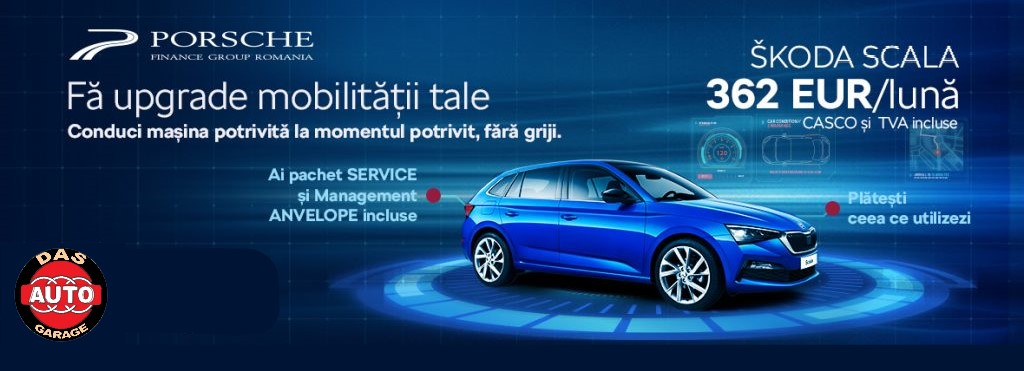 PORSCHE
FINANCE GROUP ROMANIA
Fă upgrade mobilității tale
Conduci mașina potrivită la momentul potrivit, fără griji.
ŠKODA SCALA
362 EUR/lună
CASCO și TVA incluse
Ai pachet SERVICE
și Management
ANVELOPE incluse
Plătești
ceea ce utilizezi
DAS
AUTO
GARAGE